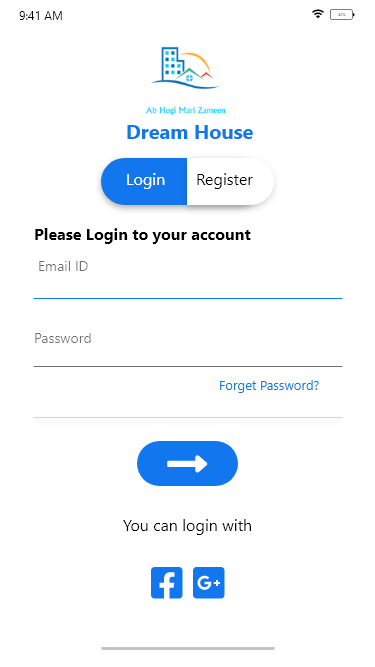 9:41 AM
Ab Hogi Mari Zameen
Dream House
Login Register
Please Login to your account
Email ID
Password
Forget Password?
You can login with